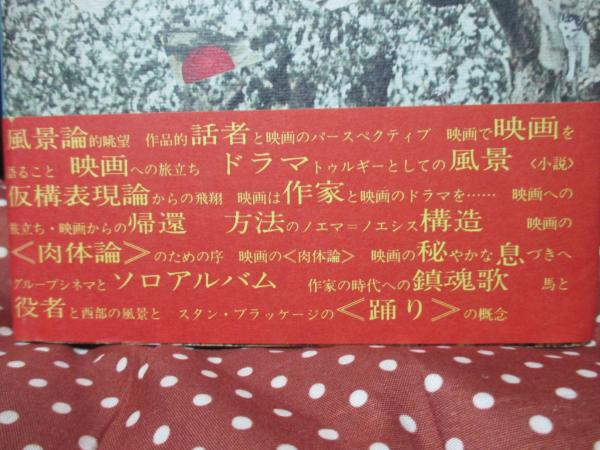 風景論的眺望 作品的話者と映画のパースペクティブ 映画で映画を
ること 映画への旅立ち ドラマトゥルギーとしての風景 〈小説〉
仮構表現論からの飛翔 映画は作家と映画のドラマを…… 映画への
旅立ち・映画からの帰還 方法のノエマ＝ノエシス構造 映画の
〈肉体論〉のための序 映画の〈肉体論〉 映画の秘やかな息づきへ
グループシネマとソロアルバム 作家の時代への鎮魂歌 馬と
役者と西部の風景と スタン・ブラッケージの〈踊り〉の概念